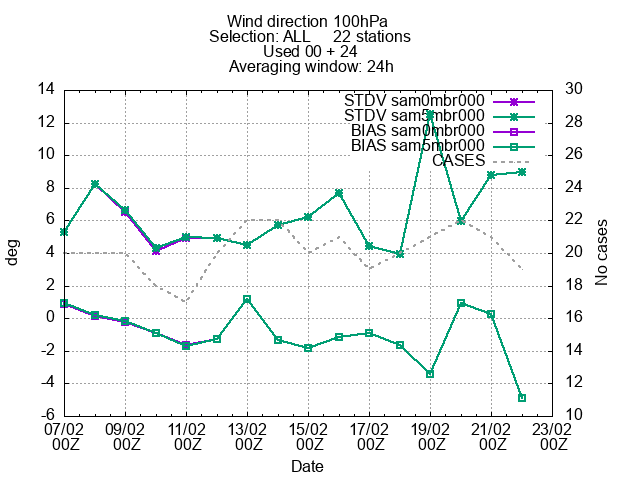 Wind direction 100hPa
Selection: ALL 22 stations
Used 00 + 24
Averaging window: 24h
STDV sam0mbr000
STDV sam5mbr000
BIAS sam0mbr000
BIAS sam5mbr000
CASES
14
12
10
8
6
4
2
0
-2
-4
-6
deg
30
28
26
24
22
20
18
16
14
12
10
No cases
07/02 09/02 11/02 13/02 15/02 17/02 19/02 21/02 23/02
00Z 00Z 00Z 00Z 00Z 00Z 00Z 00Z 00Z
Date